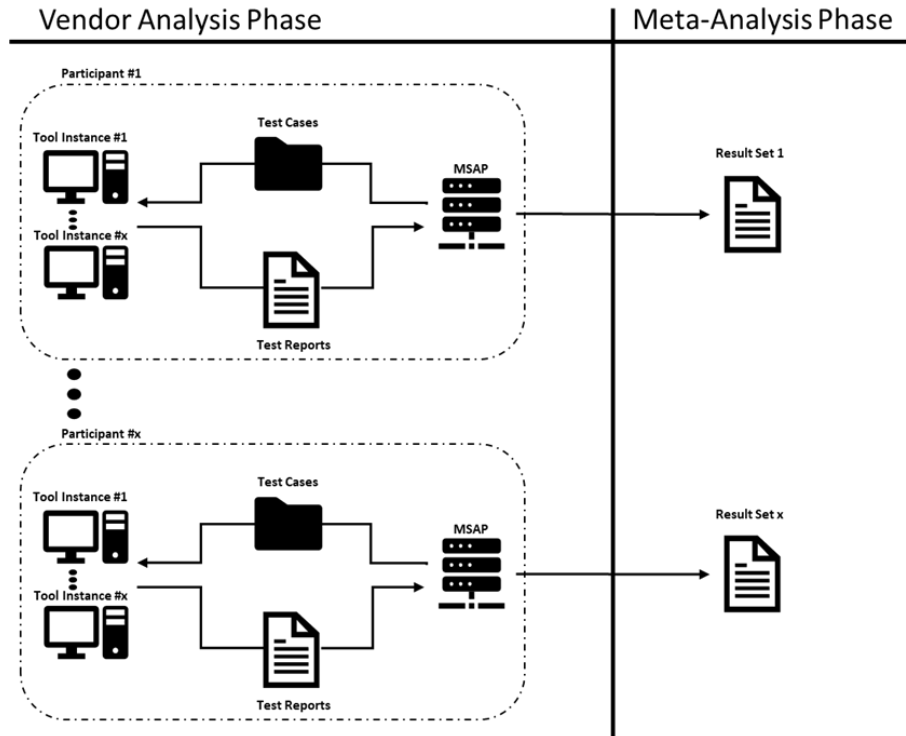 Vendor Analysis Phase
Meta-Analysis Phase
Participant #1
Tool Instance #1
Test Cases
MSAP
Result Set 1
Tool Instance #x
Test Reports
Participant #x
Tool Instance #1
Test Cases
MSAP
Result Set x
Tool Instance #x
Test Reports